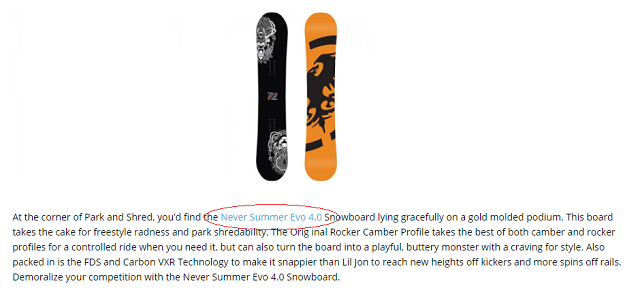 At the corner of Park and Shred, you'd find the Never Summer Evo 4.0 Snowboard lying gracefully on a gold molded podium. This board
takes the cake for freestyle radness and park shredability. The Orig inal Rocker Camber Profile takes the best of both camber and rocker
profiles for a controlled ride when you need it, but can also turn the board into a playful, buttery monster with a craving for style. Also
packed in is the FDS and Carbon VXR Technology to make it snappier than Lil Jon to reach new heights off kickers and more spins off rails.
Demoralize your competition with the Never Summer Evo 4.0 Snowboard.